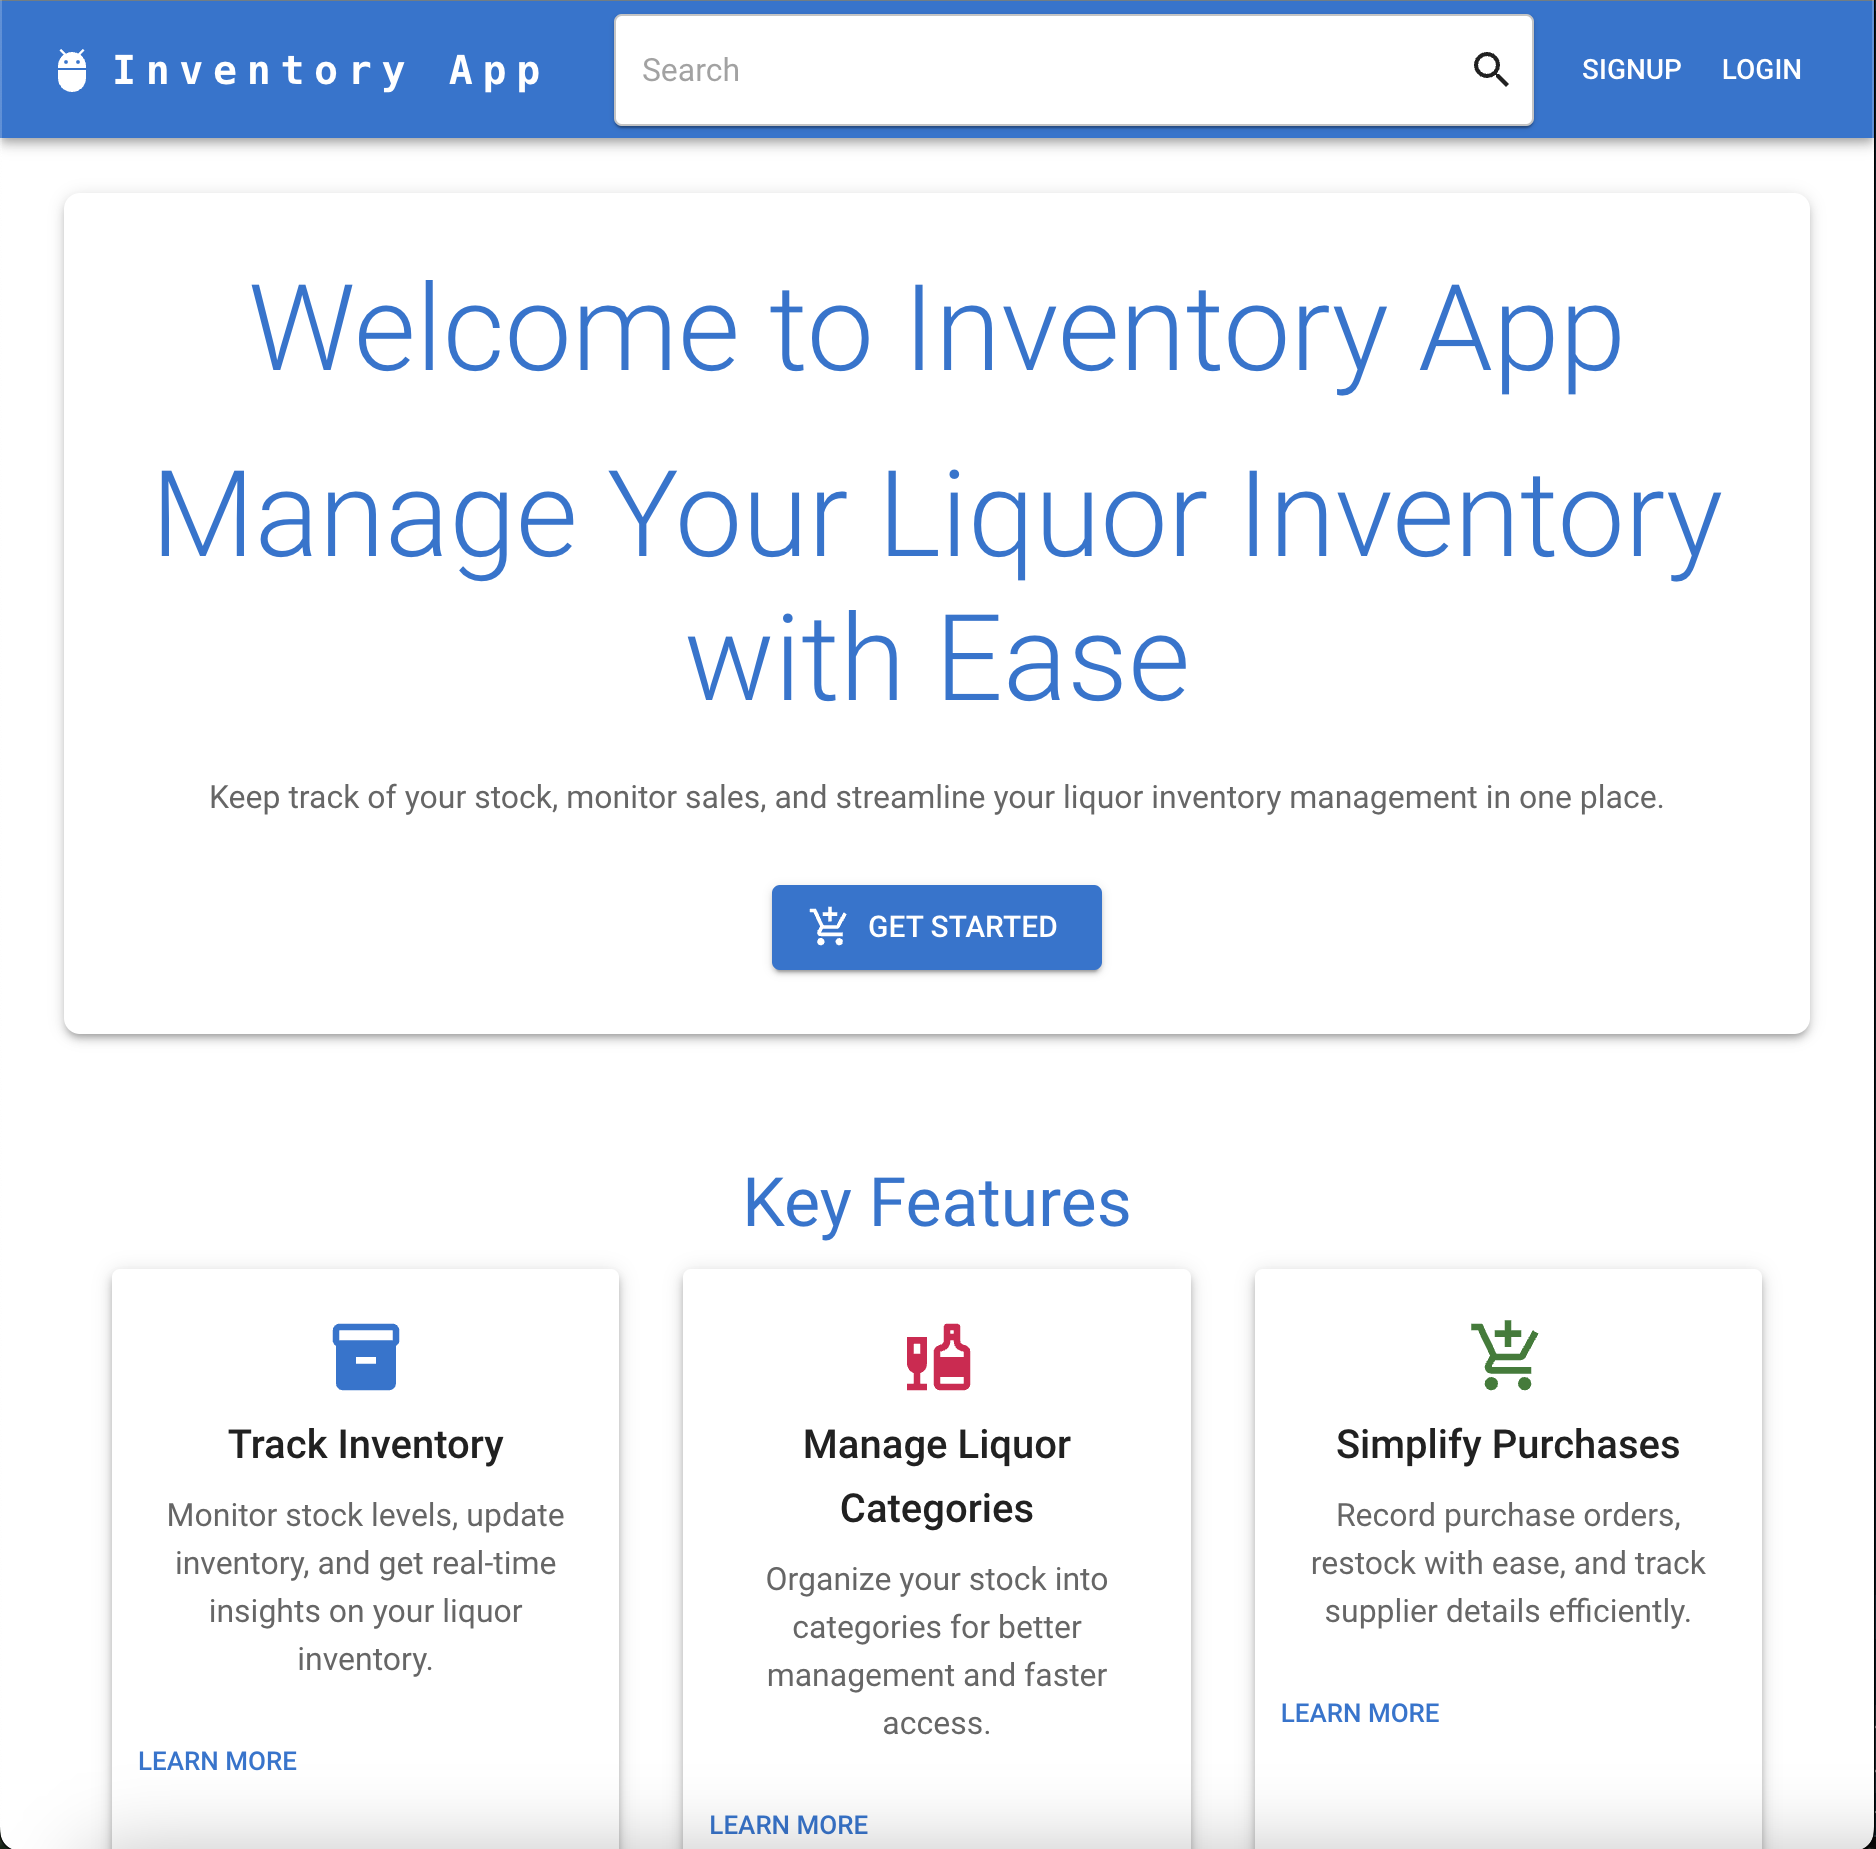 Inventory App
Search
SIGNUP
LOGIN
Welcome to Inventory App
Manage Your Liquor Inventory
with Ease
Keep track of your stock, monitor sales, and streamline your liquor inventory management in one place.
GET STARTED
Key Features
Track Inventory
Monitor stock levels, update
inventory, and get real-time
insights on your liquor
inventory.
LEARN MORE
Manage Liquor
Categories
Organize your stock into
categories for better
management and faster
access.
LEARN MORE
Simplify Purchases
Record purchase orders,
restock with ease, and track
supplier details efficiently.
LEARN MORE